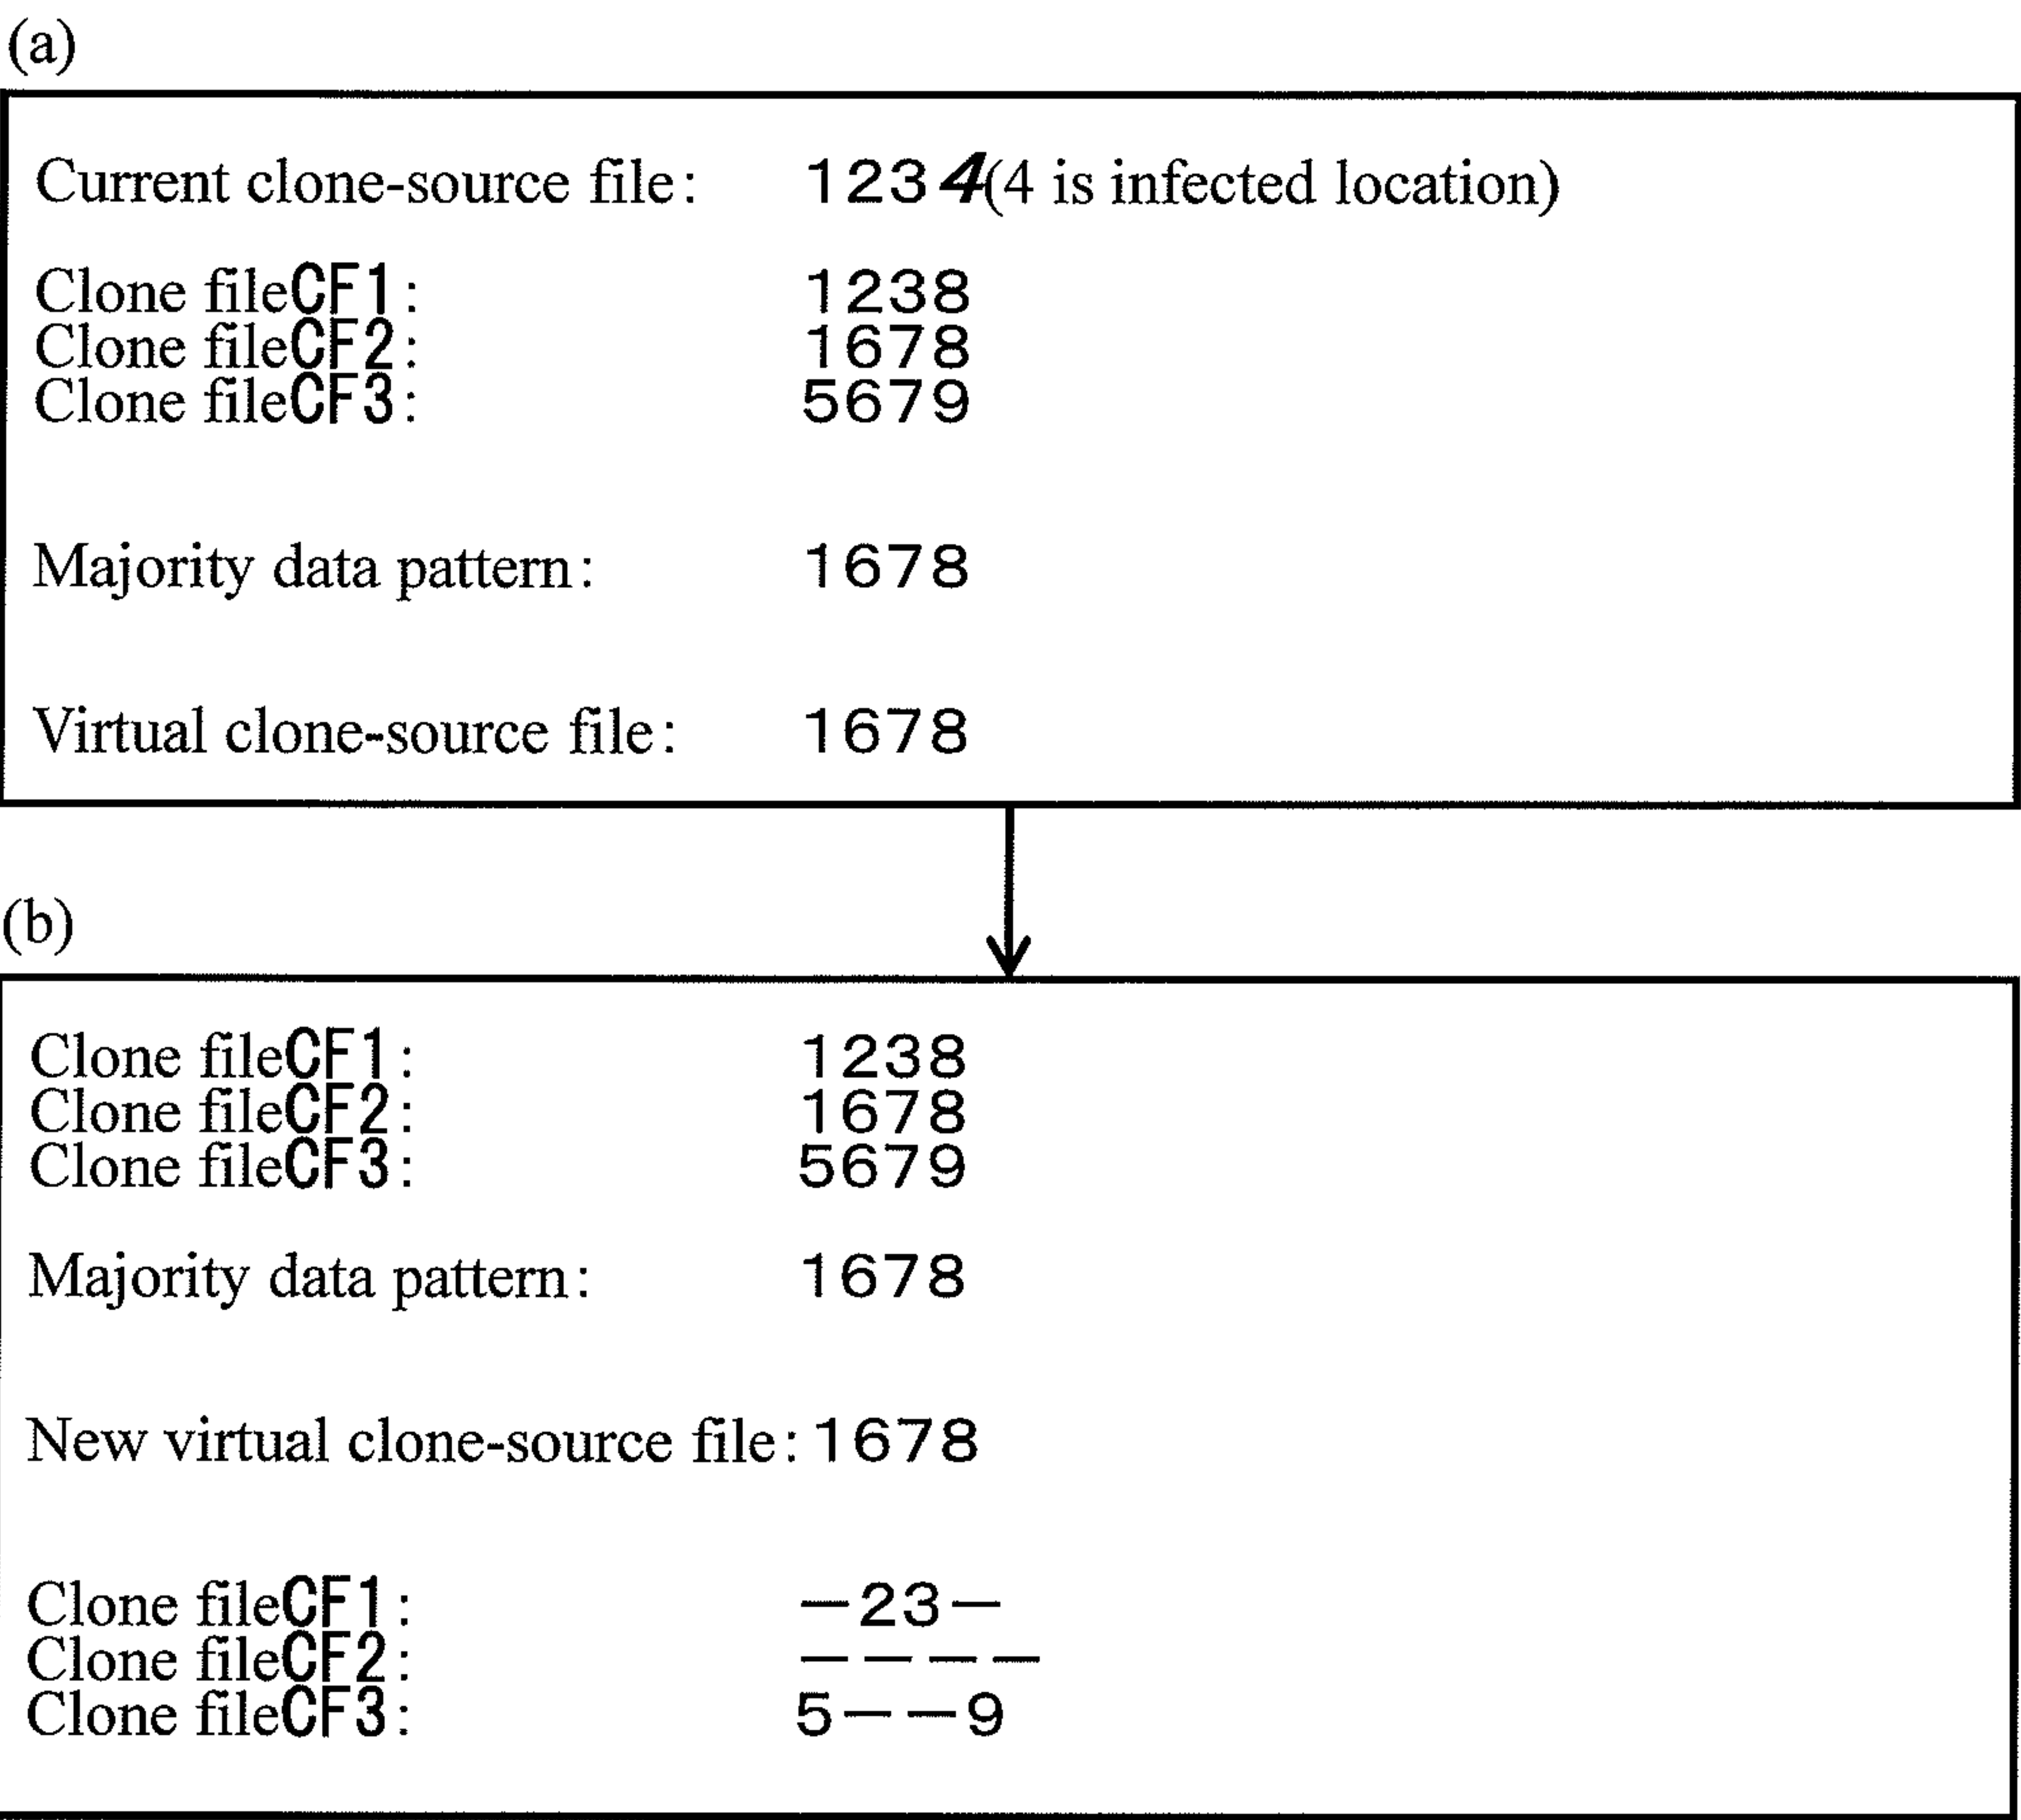 (a)
Current clone-source file: 1234(4 is infected location)
Clone fileCF1: 1238
Clone fileCF2: 1678
Clone fileCF3: 5679
Majority data pattern: 1678
Virtual clone-source file: 1678
(b)
Clone fileCF1: 1238
Clone fileCF2: 1678
Clone fileCF3: 5679
Majority data pattern: 1678
New virtual clone-source file: 1678
Clone fileCF1: —23—
Clone fileCF2: ————
Clone fileCF3: 5——9